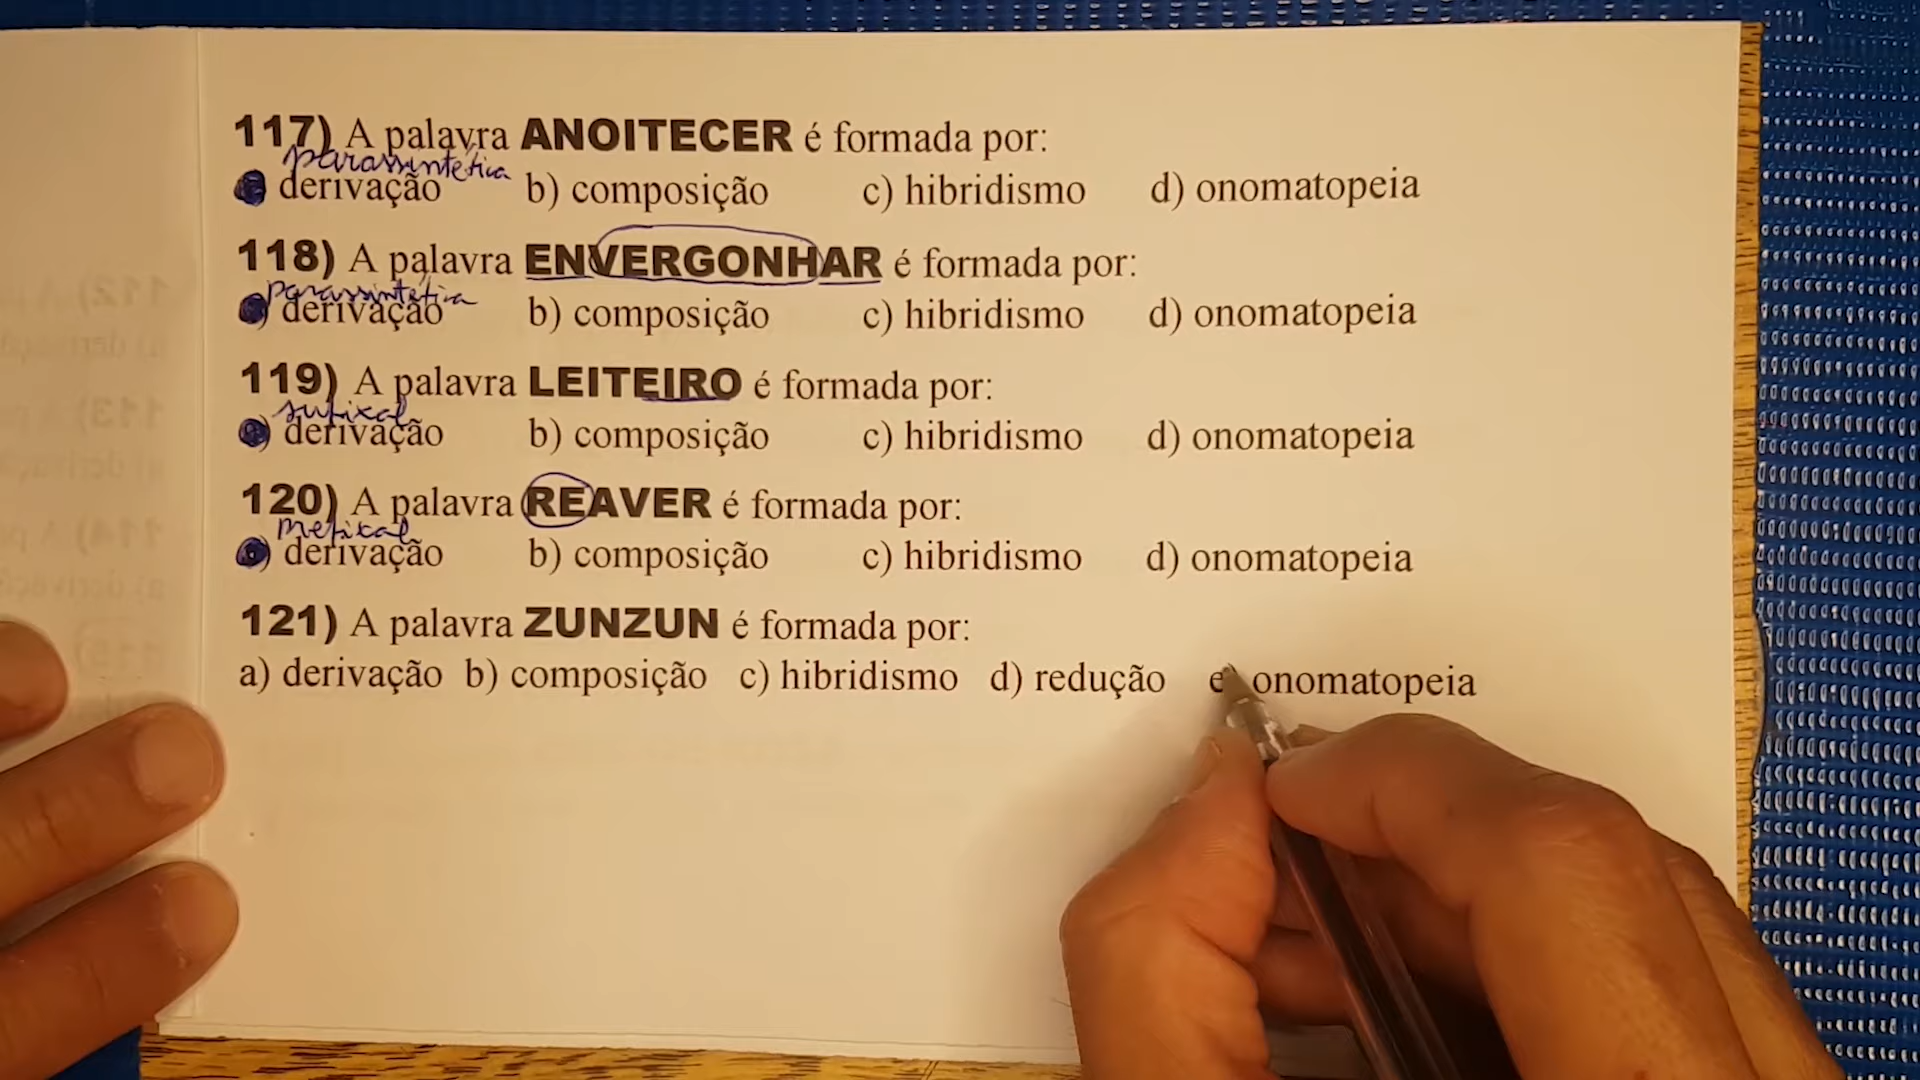 117) A palavra ANOITECER é formada por:
parassintética
derivação b) composição c) hibridismo d) onomatopeia
118) A palavra ENVERGONHAR é formada por:
parassintética
) derivação b) composição c) hibridismo d) onomatopeia
119) A palavra LEITEIRO é formada por:
sufixal
) derivação b) composição c) hibridismo d) onomatopeia
120) A palavra REAVER é formada por:
prefixal
) derivação b) composição c) hibridismo d) onomatopeia
121) A palavra ZUNZUN é formada por:
a) derivação b) composição c) hibridismo d) redução e) onomatopeia